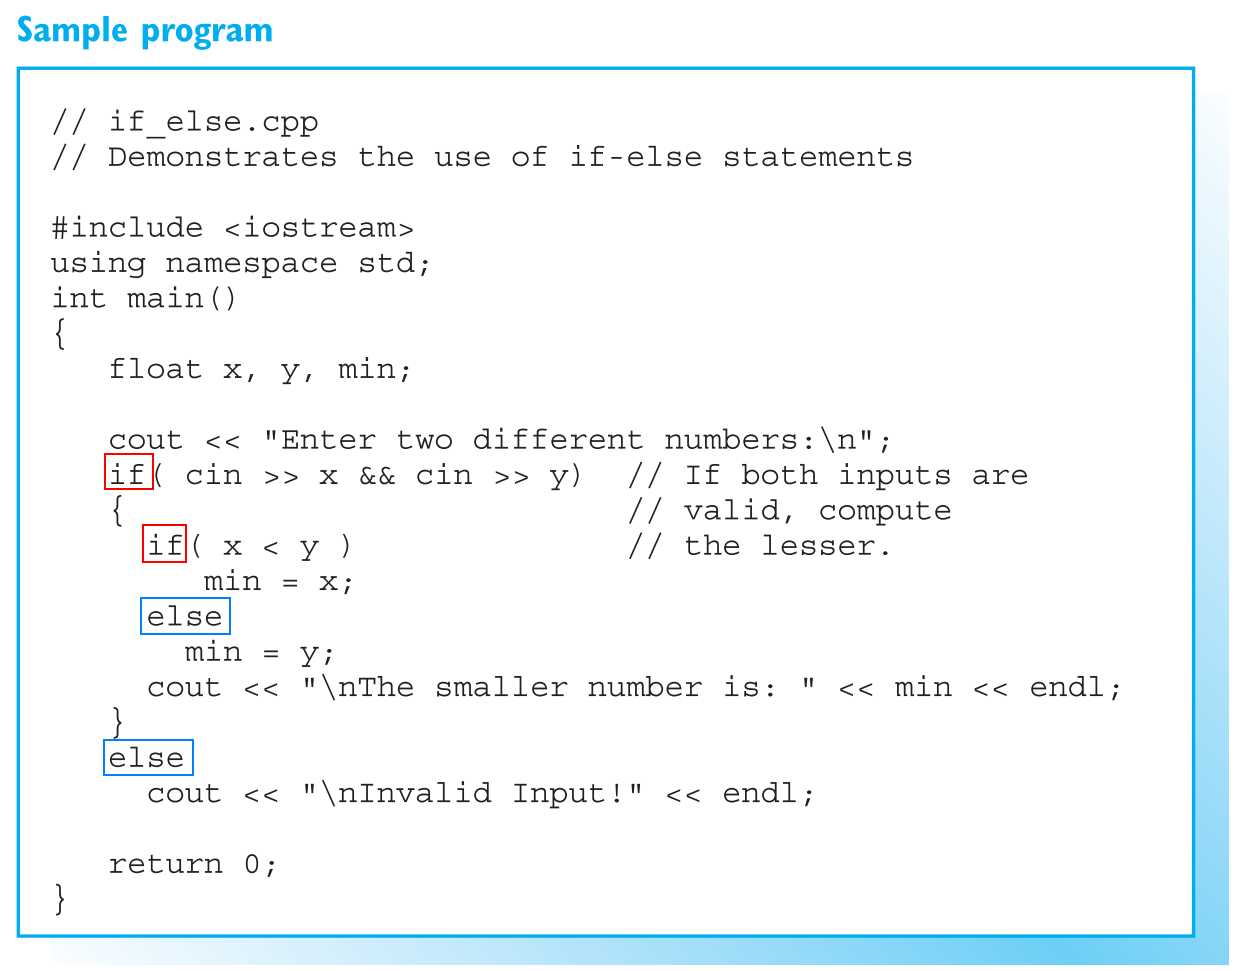 Sample program
// if_else.cpp
// Demonstrates the use of if-else statements
#include <iostream>
using namespace std;
int main()
{
float x, y, min;
cout << "Enter two different numbers:\n";
if( cin >> x && cin >> y) // If both inputs are
{ // valid, compute
if( x < y ) // the lesser.
min = x;
else
min = y;
cout << "\nThe smaller number is: " << min << endl;
}
else
cout << "\nInvalid Input!" << endl;
return 0;
}